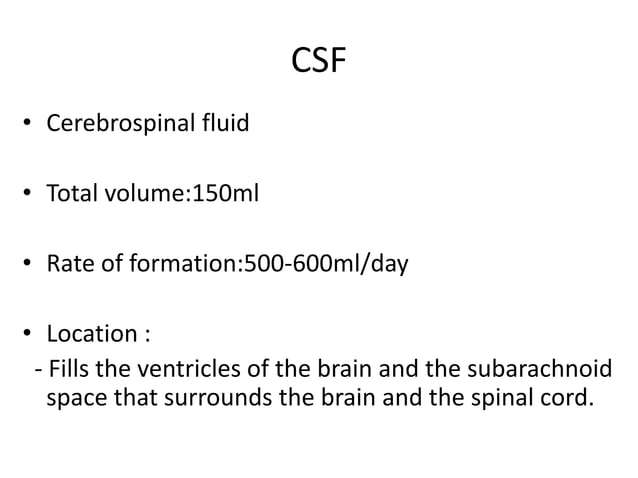 CSF
• Cerebrospinal fluid
• Total volume:150ml
• Rate of formation:500-600ml/day
• Location :
- Fills the ventricles of the brain and the subarachnoid
space that surrounds the brain and the spinal cord.